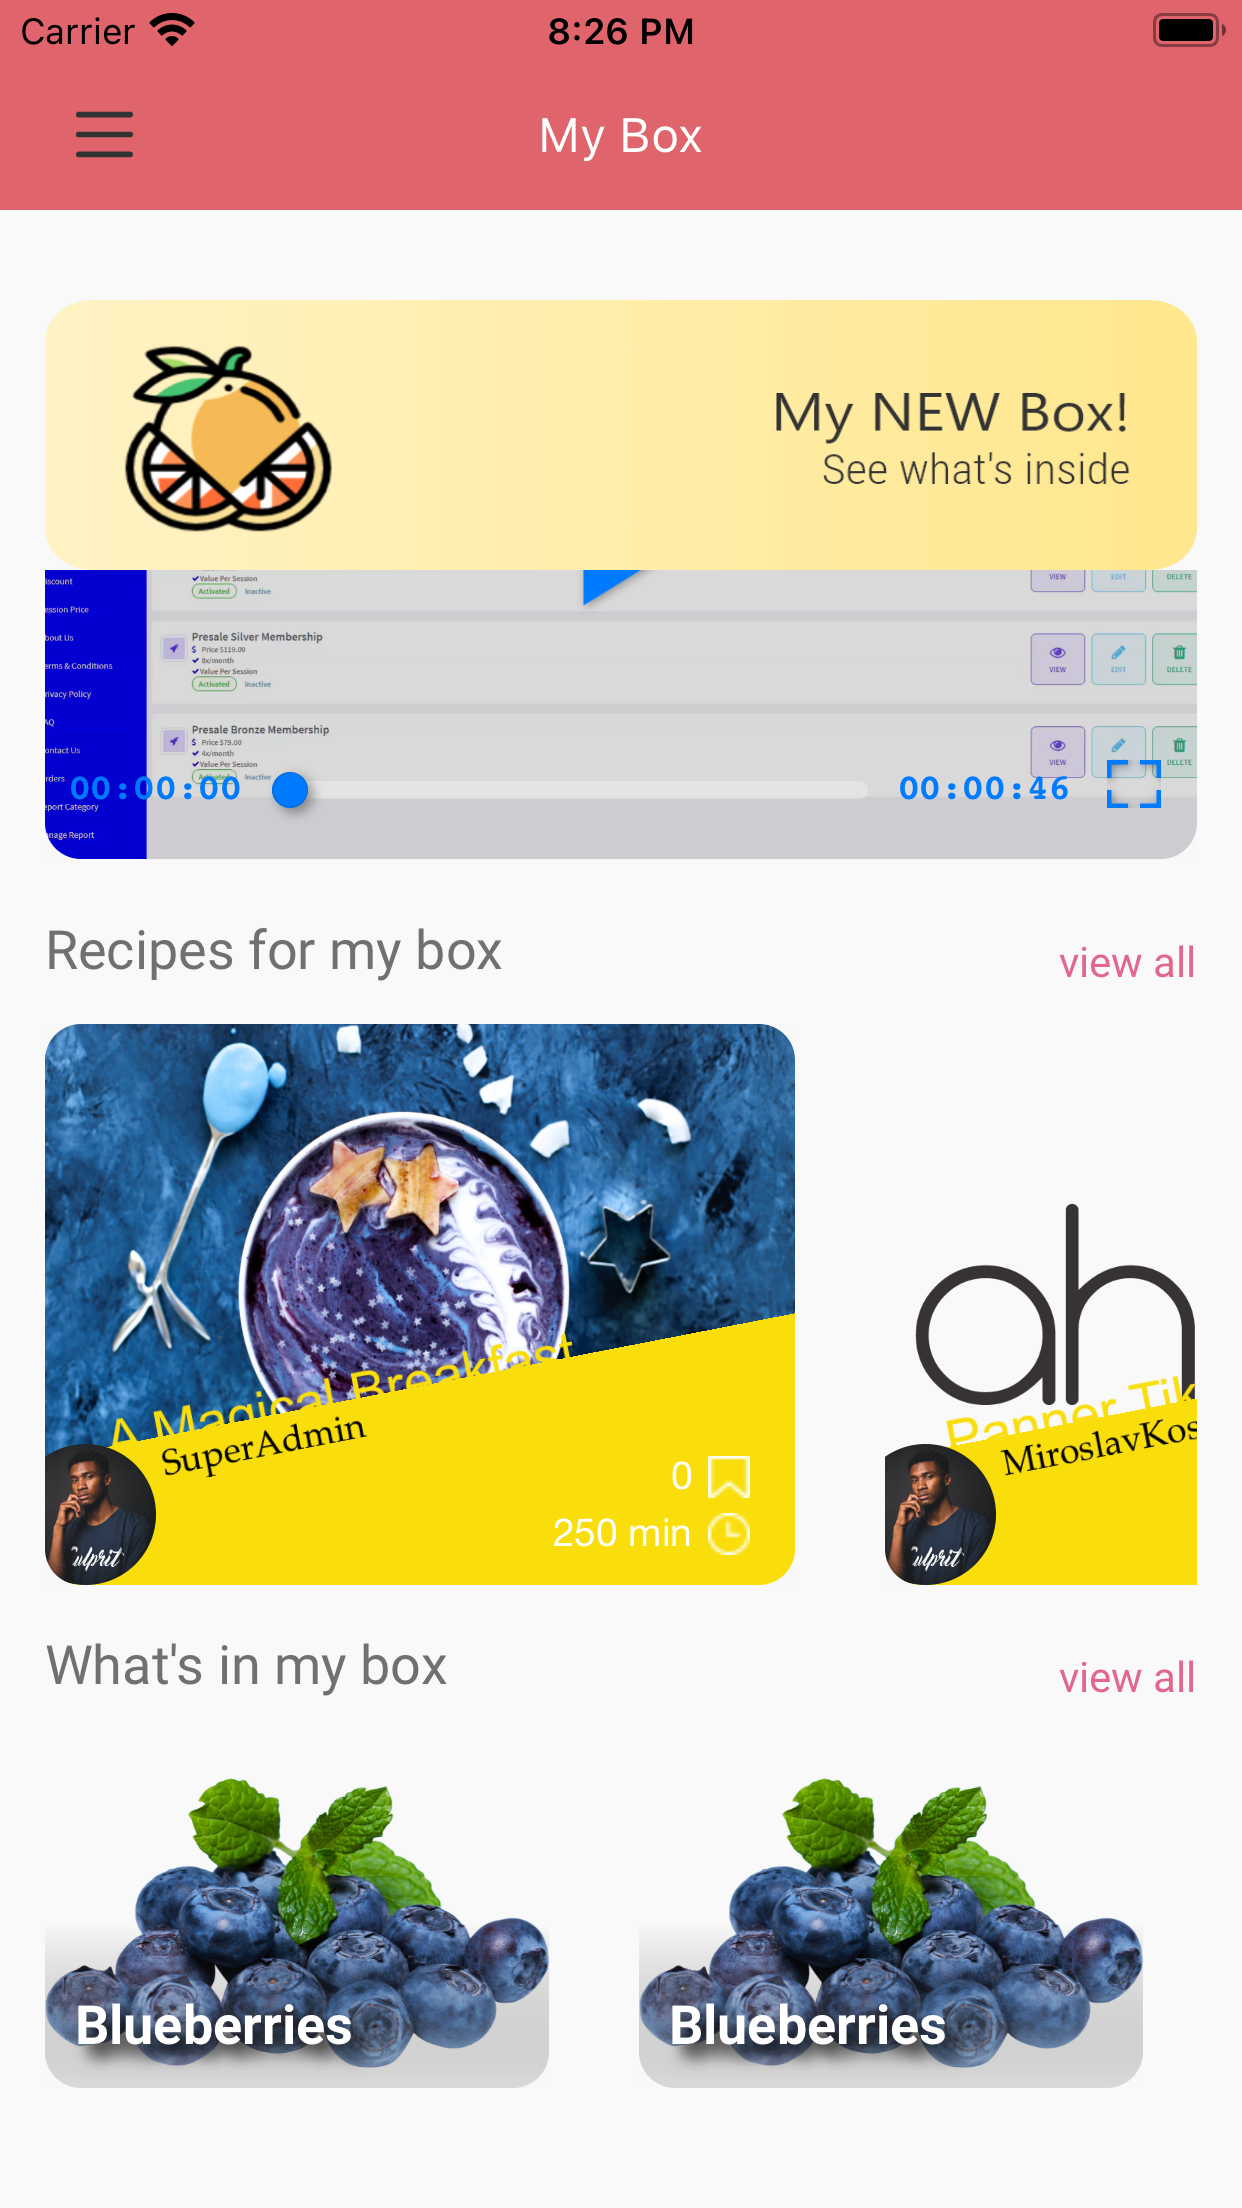 Carrier
8:26 PM
My Box
My NEW Box!
See what's inside
iscount
ession Price
bout Us
erms & Conditions
rivacy Policy
AQ
ontact Us
rders
eport Category
nage Report
Value Per Session
Activated Inactive
VIEW EDIT DELETE
Presale Silver Membership
$ Price $119.00
8x/month
Value Per Session
Activated Inactive
VIEW EDIT DELETE
Presale Bronze Membership
$ Price $79.00
4x/month
Value Per Session
Activated Inactive
VIEW EDIT DELETE
00:00:00
00:00:46
Recipes for my box
view all
A Magical Breakfast
SuperAdmin
0
250 min
ulprit
ah
Banner Tik
MiroslavKos
ulprit
What's in my box
view all
Blueberries
Blueberries